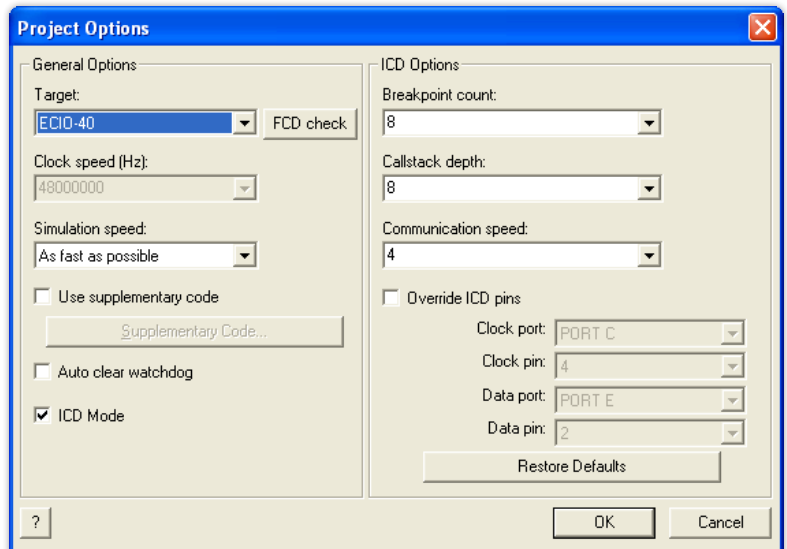 Project Options
General Options
Target:
ECIO-40
FCD check
Clock speed (Hz):
48000000
Simulation speed:
As fast as possible
Use supplementary code
Supplementary Code...
Auto clear watchdog
ICD Mode
?
ICD Options
Breakpoint count:
8
Callstack depth:
8
Communication speed:
4
Override ICD pins
Clock port: PORT C
Clock pin: 4
Data port: PORT E
Data pin: 2
Restore Defaults
OK
Cancel